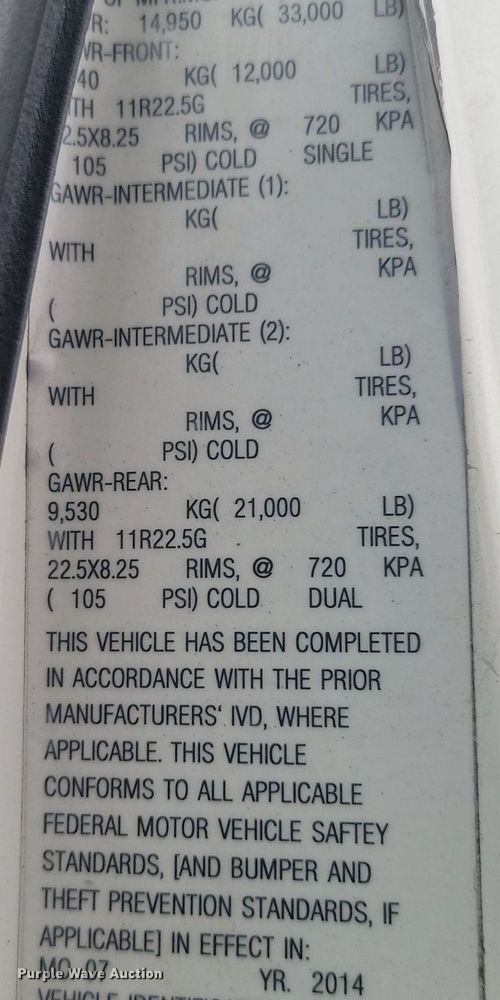 R: 14,950 KG( 33,000 LB)
WR-FRONT:
40 KG( 12,000 LB)
TH 11R22.5G TIRES,
2.5X8.25 RIMS, @ 720 KPA
105 PSI) COLD SINGLE
GAWR-INTERMEDIATE (1):
KG( LB)
WITH TIRES,
RIMS, @ KPA
( PSI) COLD
GAWR-INTERMEDIATE (2):
KG( LB)
WITH TIRES,
RIMS, @ KPA
( PSI) COLD
GAWR-REAR:
9,530 KG( 21,000 LB)
WITH 11R22.5G TIRES,
22.5X8.25 RIMS, @ 720 KPA
( 105 PSI) COLD DUAL
THIS VEHICLE HAS BEEN COMPLETED
IN ACCORDANCE WITH THE PRIOR
MANUFACTURERS‘ IVD, WHERE
APPLICABLE. THIS VEHICLE
CONFORMS TO ALL APPLICABLE
FEDERAL MOTOR VEHICLE SAFTEY
STANDARDS, [AND BUMPER AND
THEFT PREVENTION STANDARDS, IF
APPLICABLE] IN EFFECT IN:
MO. 07 YR. 2014
Purple Wave Auction
VEHICLE